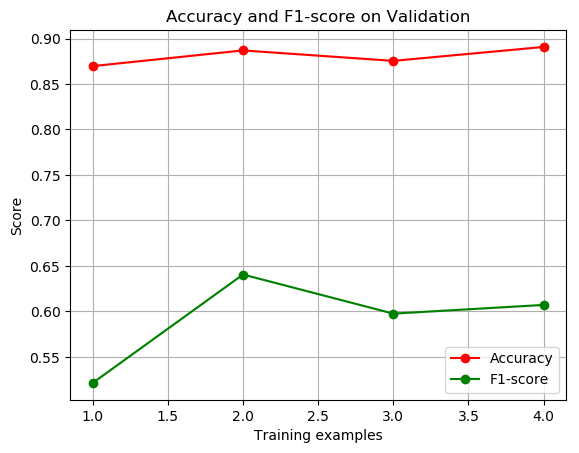 Accuracy and F1-score on Validation
0.90
0.85
0.80
0.75
0.70
0.65
0.60
0.55
Score
Accuracy
F1-score
1.0 1.5 2.0 2.5 3.0 3.5 4.0
Training examples